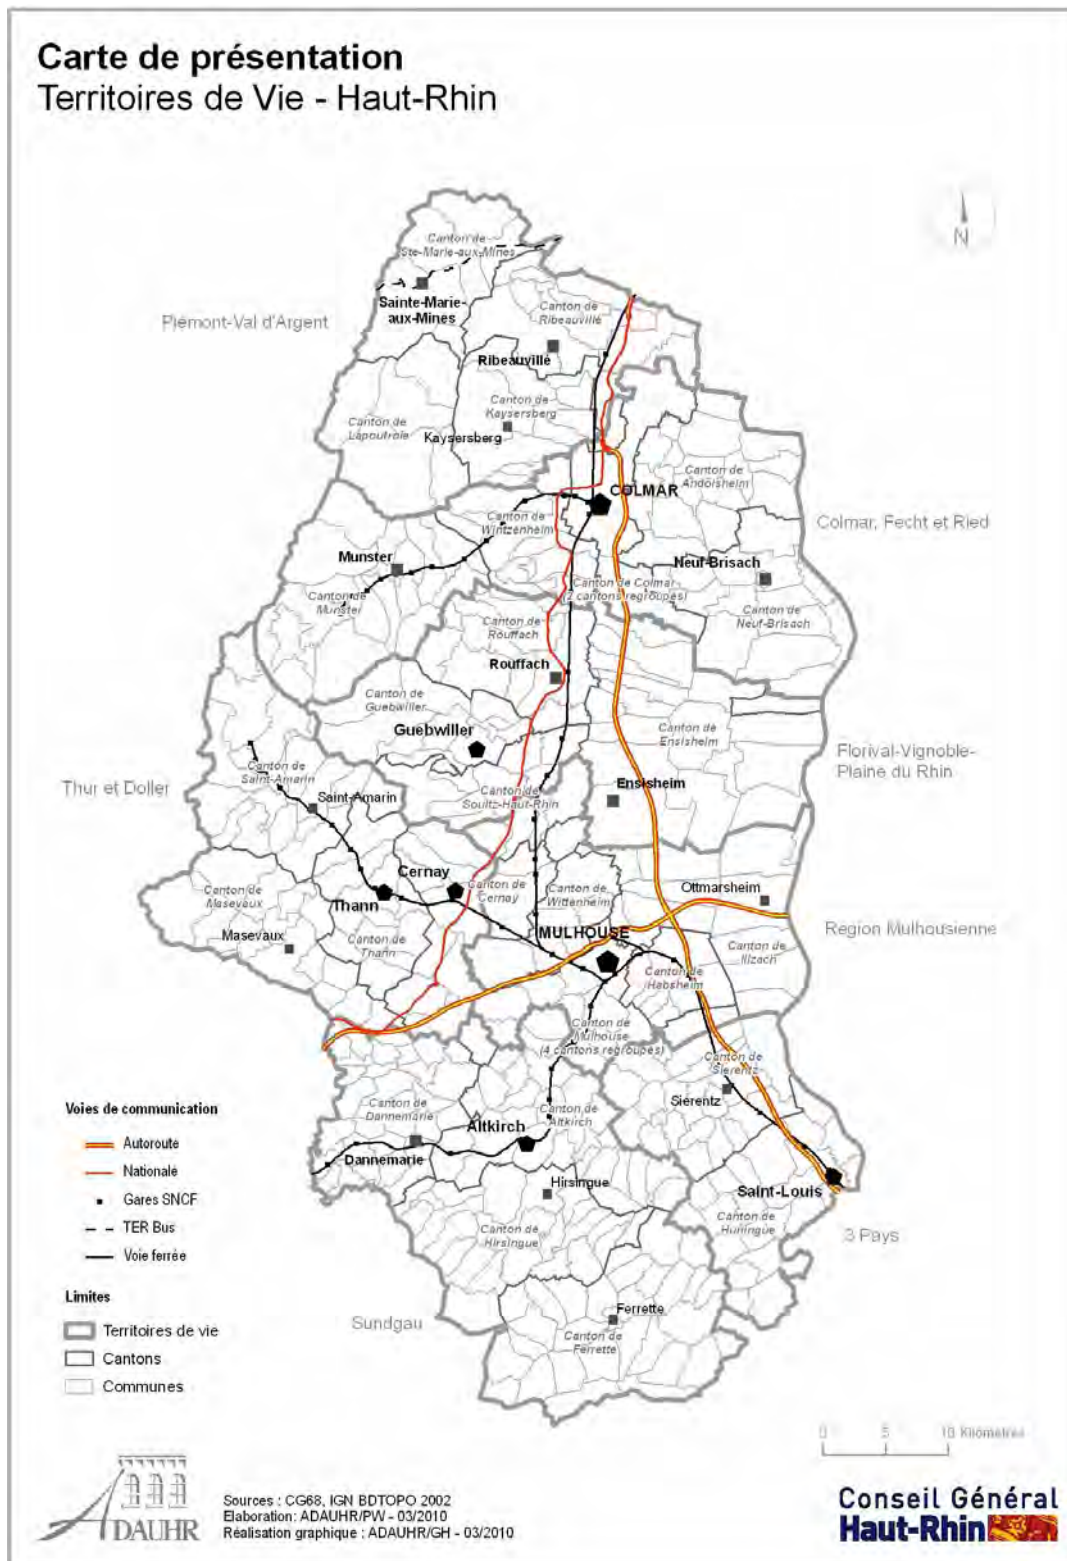 Carte de présentation
Territoires de Vie - Haut-Rhin
N
Canton de
Ste-Marie-aux-Mines
Sainte-Marie-
aux-Mines
Piémont-Val d'Argent
Canton de
Ribeauvillé
Ribeauvillé
Canton de
Kaysersberg
Canton de
Lapoutroie
Kaysersberg
Canton de
Andolsheim
COLMAR
Canton de
Wintzenheim
Colmar, Fecht et Ried
Munster
Neuf-Brisach
Canton de Colmar
(2 cantons regroupés)
Canton de
Munster
Canton de
Neuf-Brisach
Canton de
Rouffach
Rouffach
Canton de
Guebwiller
Guebwiller
Canton de
Ensisheim
Florival-Vignoble-
Plaine du Rhin
Canton de
Saint-Amarin
Thur et Doller
Saint-Amarin
Canton de
Soultz-Haut-Rhin
Ensisheim
Cernay
Canton de
Cernay
Canton de
Wittenheim
Ottmarsheim
Canton de
Masevaux
Thann
Region Mulhousienne
Masevaux
Canton de
Thann
MULHOUSE
Canton de
Illzach
Canton de
Habsheim
Canton de
Mulhouse
(4 cantons regroupés)
Canton de
Sierentz
Sierentz
Canton de
Dannemarie
Canton de
Altkirch
Altkirch
Dannemarie
Hirsingue
Saint-Louis
Canton de
Huningue
Canton de
Hirsingue
3 Pays
Sundgau
Ferrette
Canton de
Ferrette
Voies de communication
Autoroute
Nationale
Gares SNCF
TER Bus
Voie ferrée
Limites
Territoires de vie
Cantons
Communes
0 5 10 Kilomètres
ADAUHR
Sources : CG68, IGN BDTOPO 2002
Elaboration: ADAUHR/PW - 03/2010
Réalisation graphique : ADAUHR/GH - 03/2010
Conseil Général
Haut-Rhin